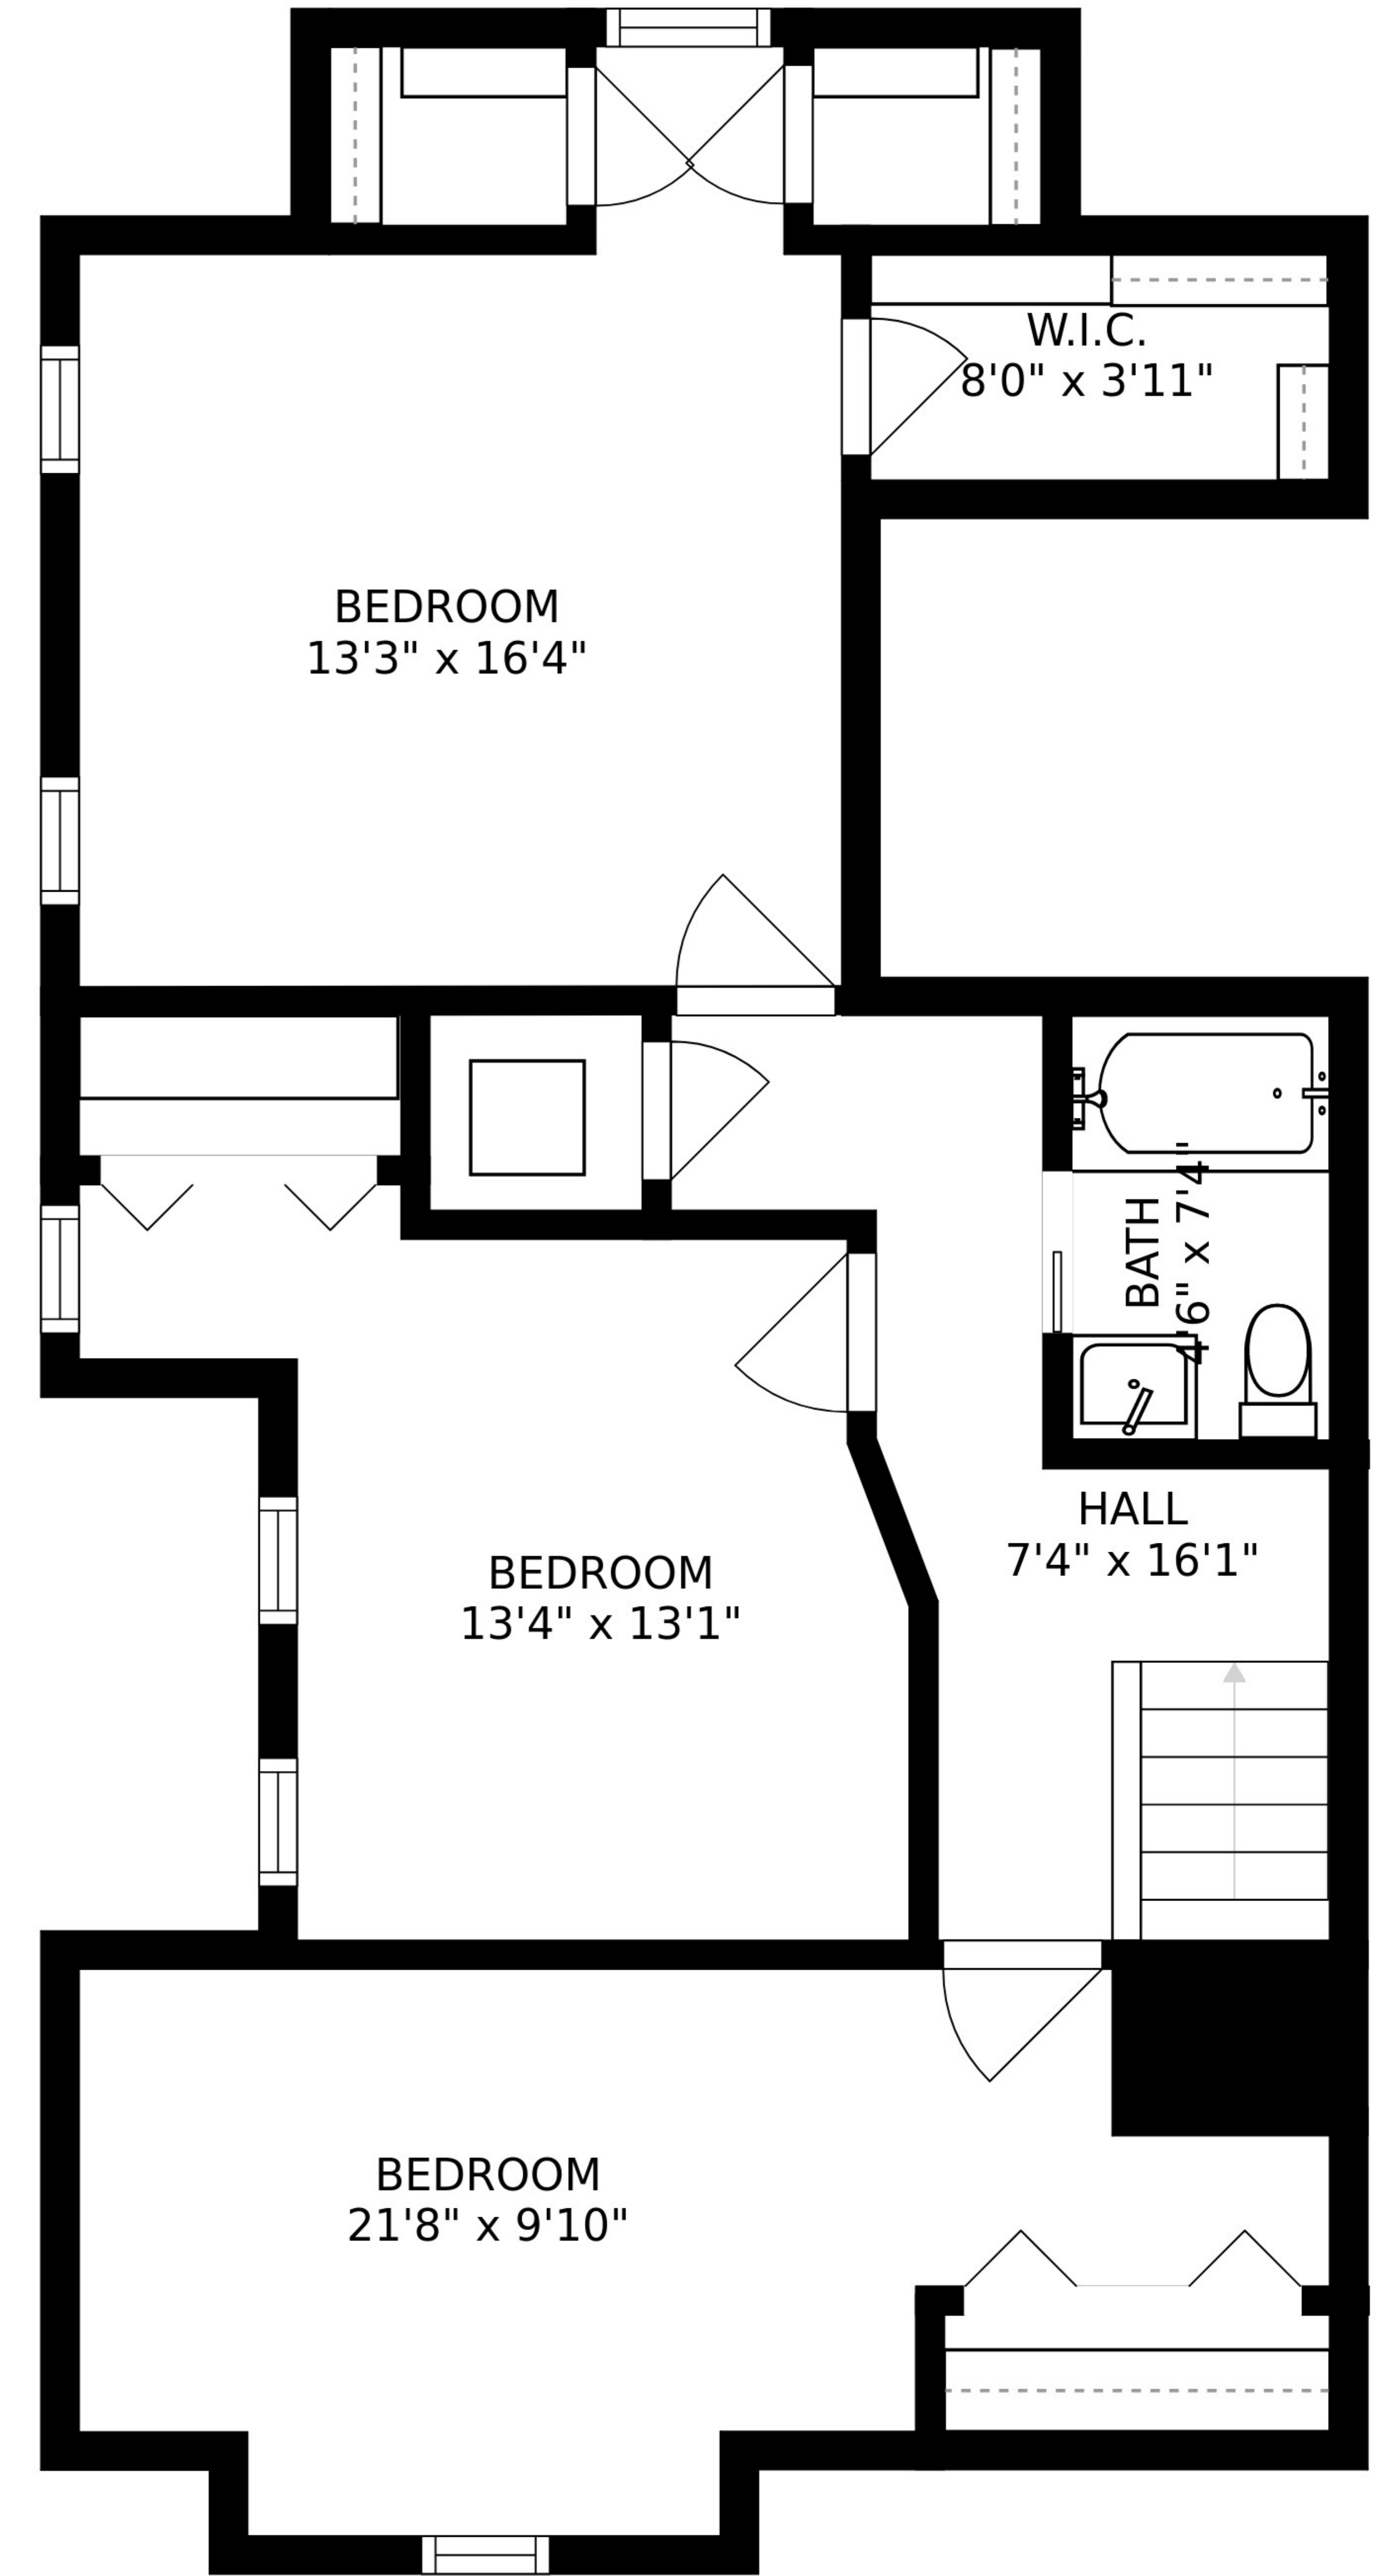 W.I.C.
8'0" x 3'11"
BEDROOM
13'3" x 16'4"
BATH
4'6" x 7'4"
HALL
7'4" x 16'1"
BEDROOM
13'4" x 13'1"
BEDROOM
21'8" x 9'10"